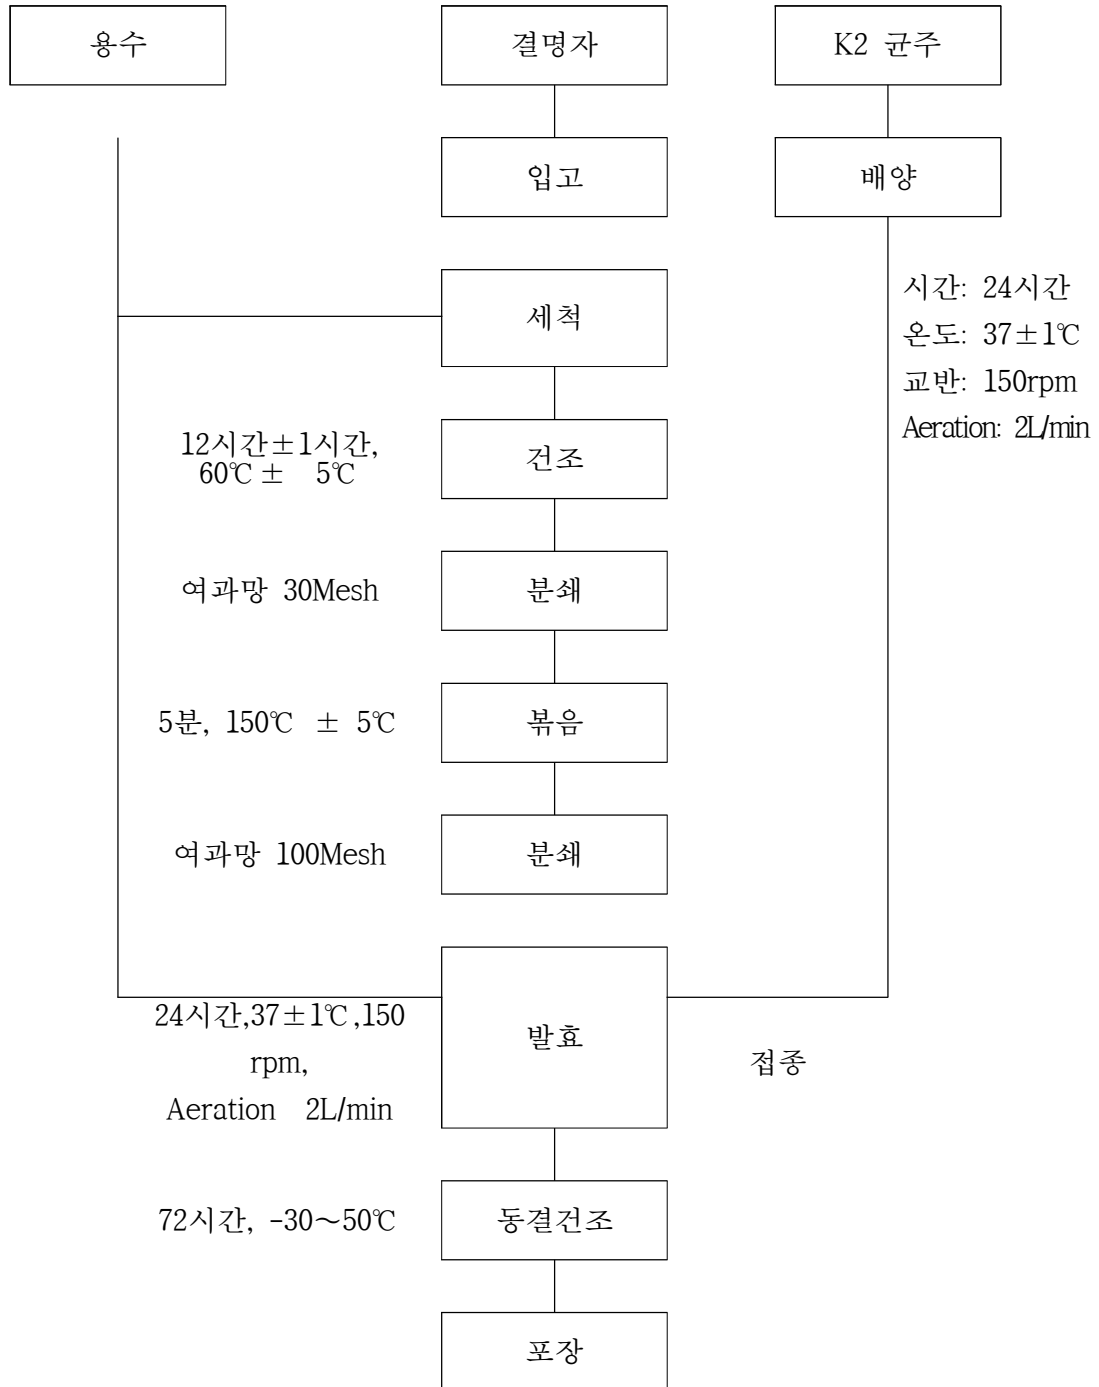 용수
결명자
K2 균주
입고
배양
세척
시간: 24시간
온도: 37±1℃
교반: 150rpm
Aeration: 2L/min
12시간±1시간,
60℃ ± 5℃
건조
여과망 30Mesh
분쇄
5분, 150℃ ± 5℃
볶음
여과망 100Mesh
분쇄
24시간,37±1℃,150
rpm,
Aeration 2L/min
발효
접종
72시간, -30~50℃
동결건조
포장